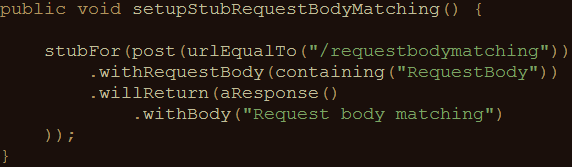 public void setupStubRequestBodyMatching() {
stubFor(post(urlEqualTo("/requestbodymatching"))
.withRequestBody(containing("RequestBody"))
.willReturn(aResponse()
.withBody("Request body matching")
));
}